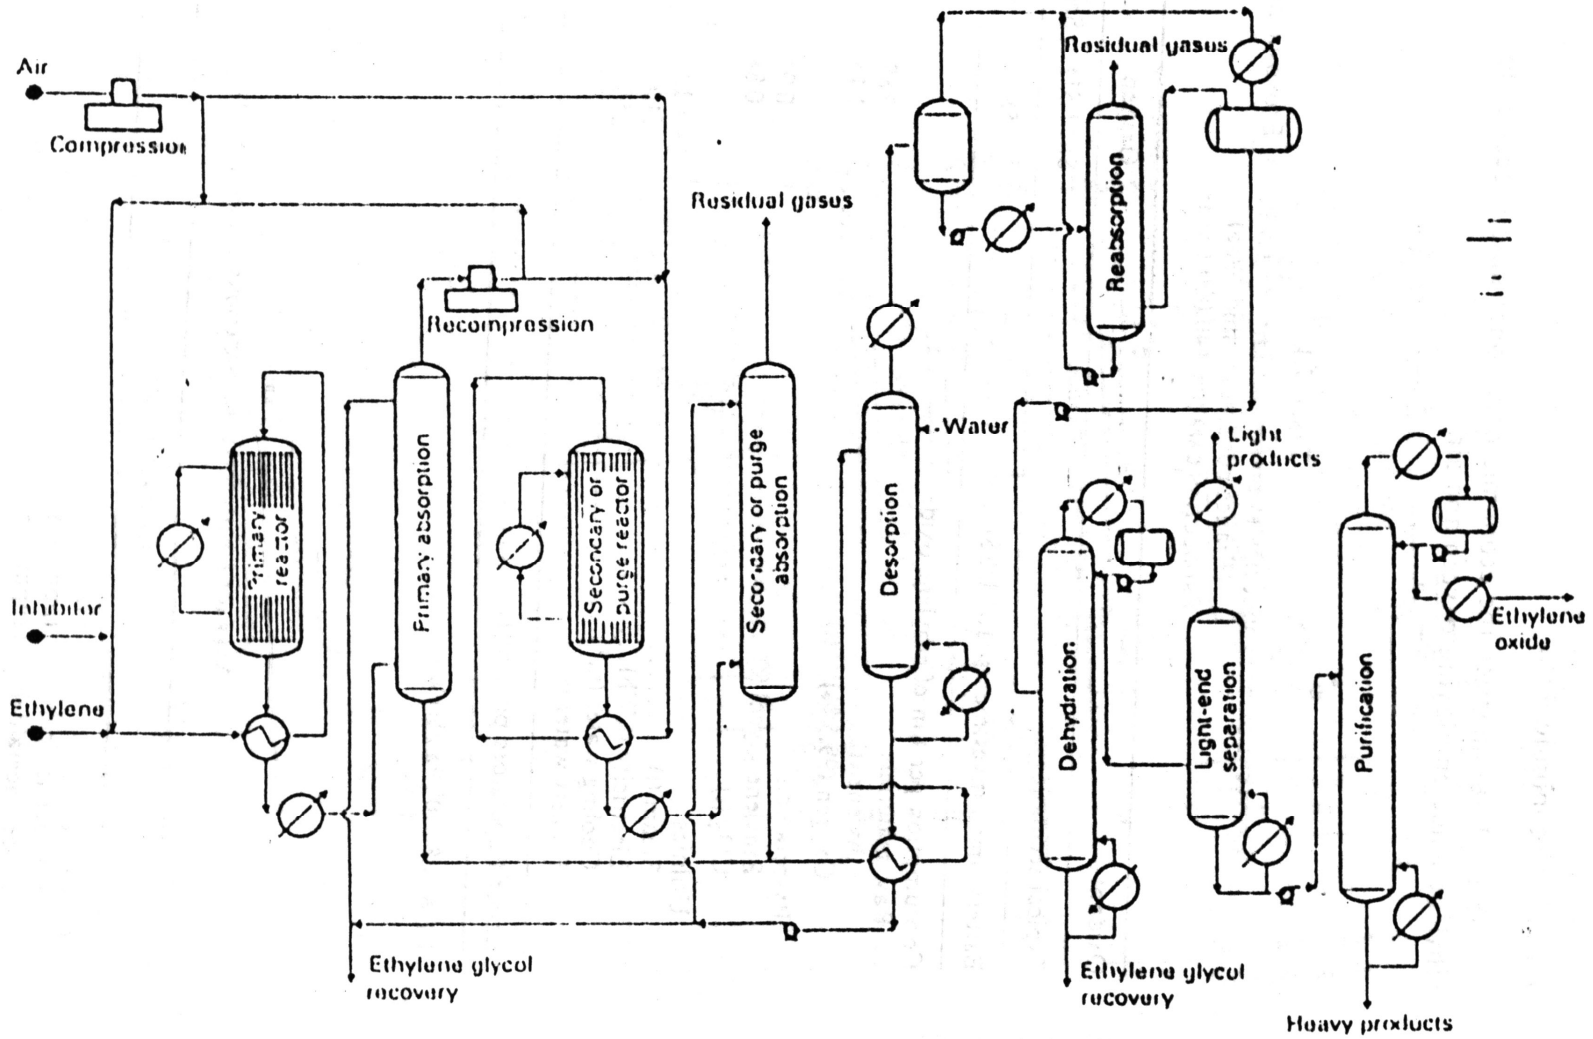 Air
Compression
Residual gases
Recompression
Primary
reactor
Primary absorption
Secondary or
purge reactor
Secondary or purge
absorption
Desorption
Water
Residual gases
Reabsorption
Inhibitor
Ethylene
Ethylene glycol
recovery
Dehydration
Light
products
Light-end
separation
Purification
Ethylene
oxide
Ethylene glycol
recovery
Heavy products